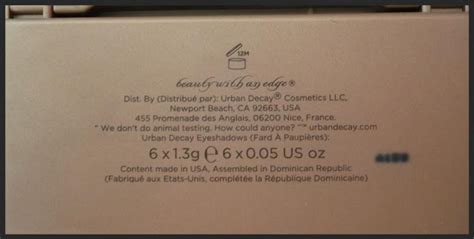 12M
beauty with an edge®
Dist. By (Distribué par): Urban Decay® Cosmetics LLC,
Newport Beach, CA 92663, USA
455 Promenade des Anglais, 06200 Nice, France.
"We don't do animal testing. How could anyone?"™ urbandecay.com
Urban Decay Eyeshadows (Fard À Paupières):
6 x 1.3g ℮ 6 x 0.05 US oz
Content made in USA, Assembled in Dominican Republic
(Fabriqué aux Etats-Unis, complétée la République Dominicaine)